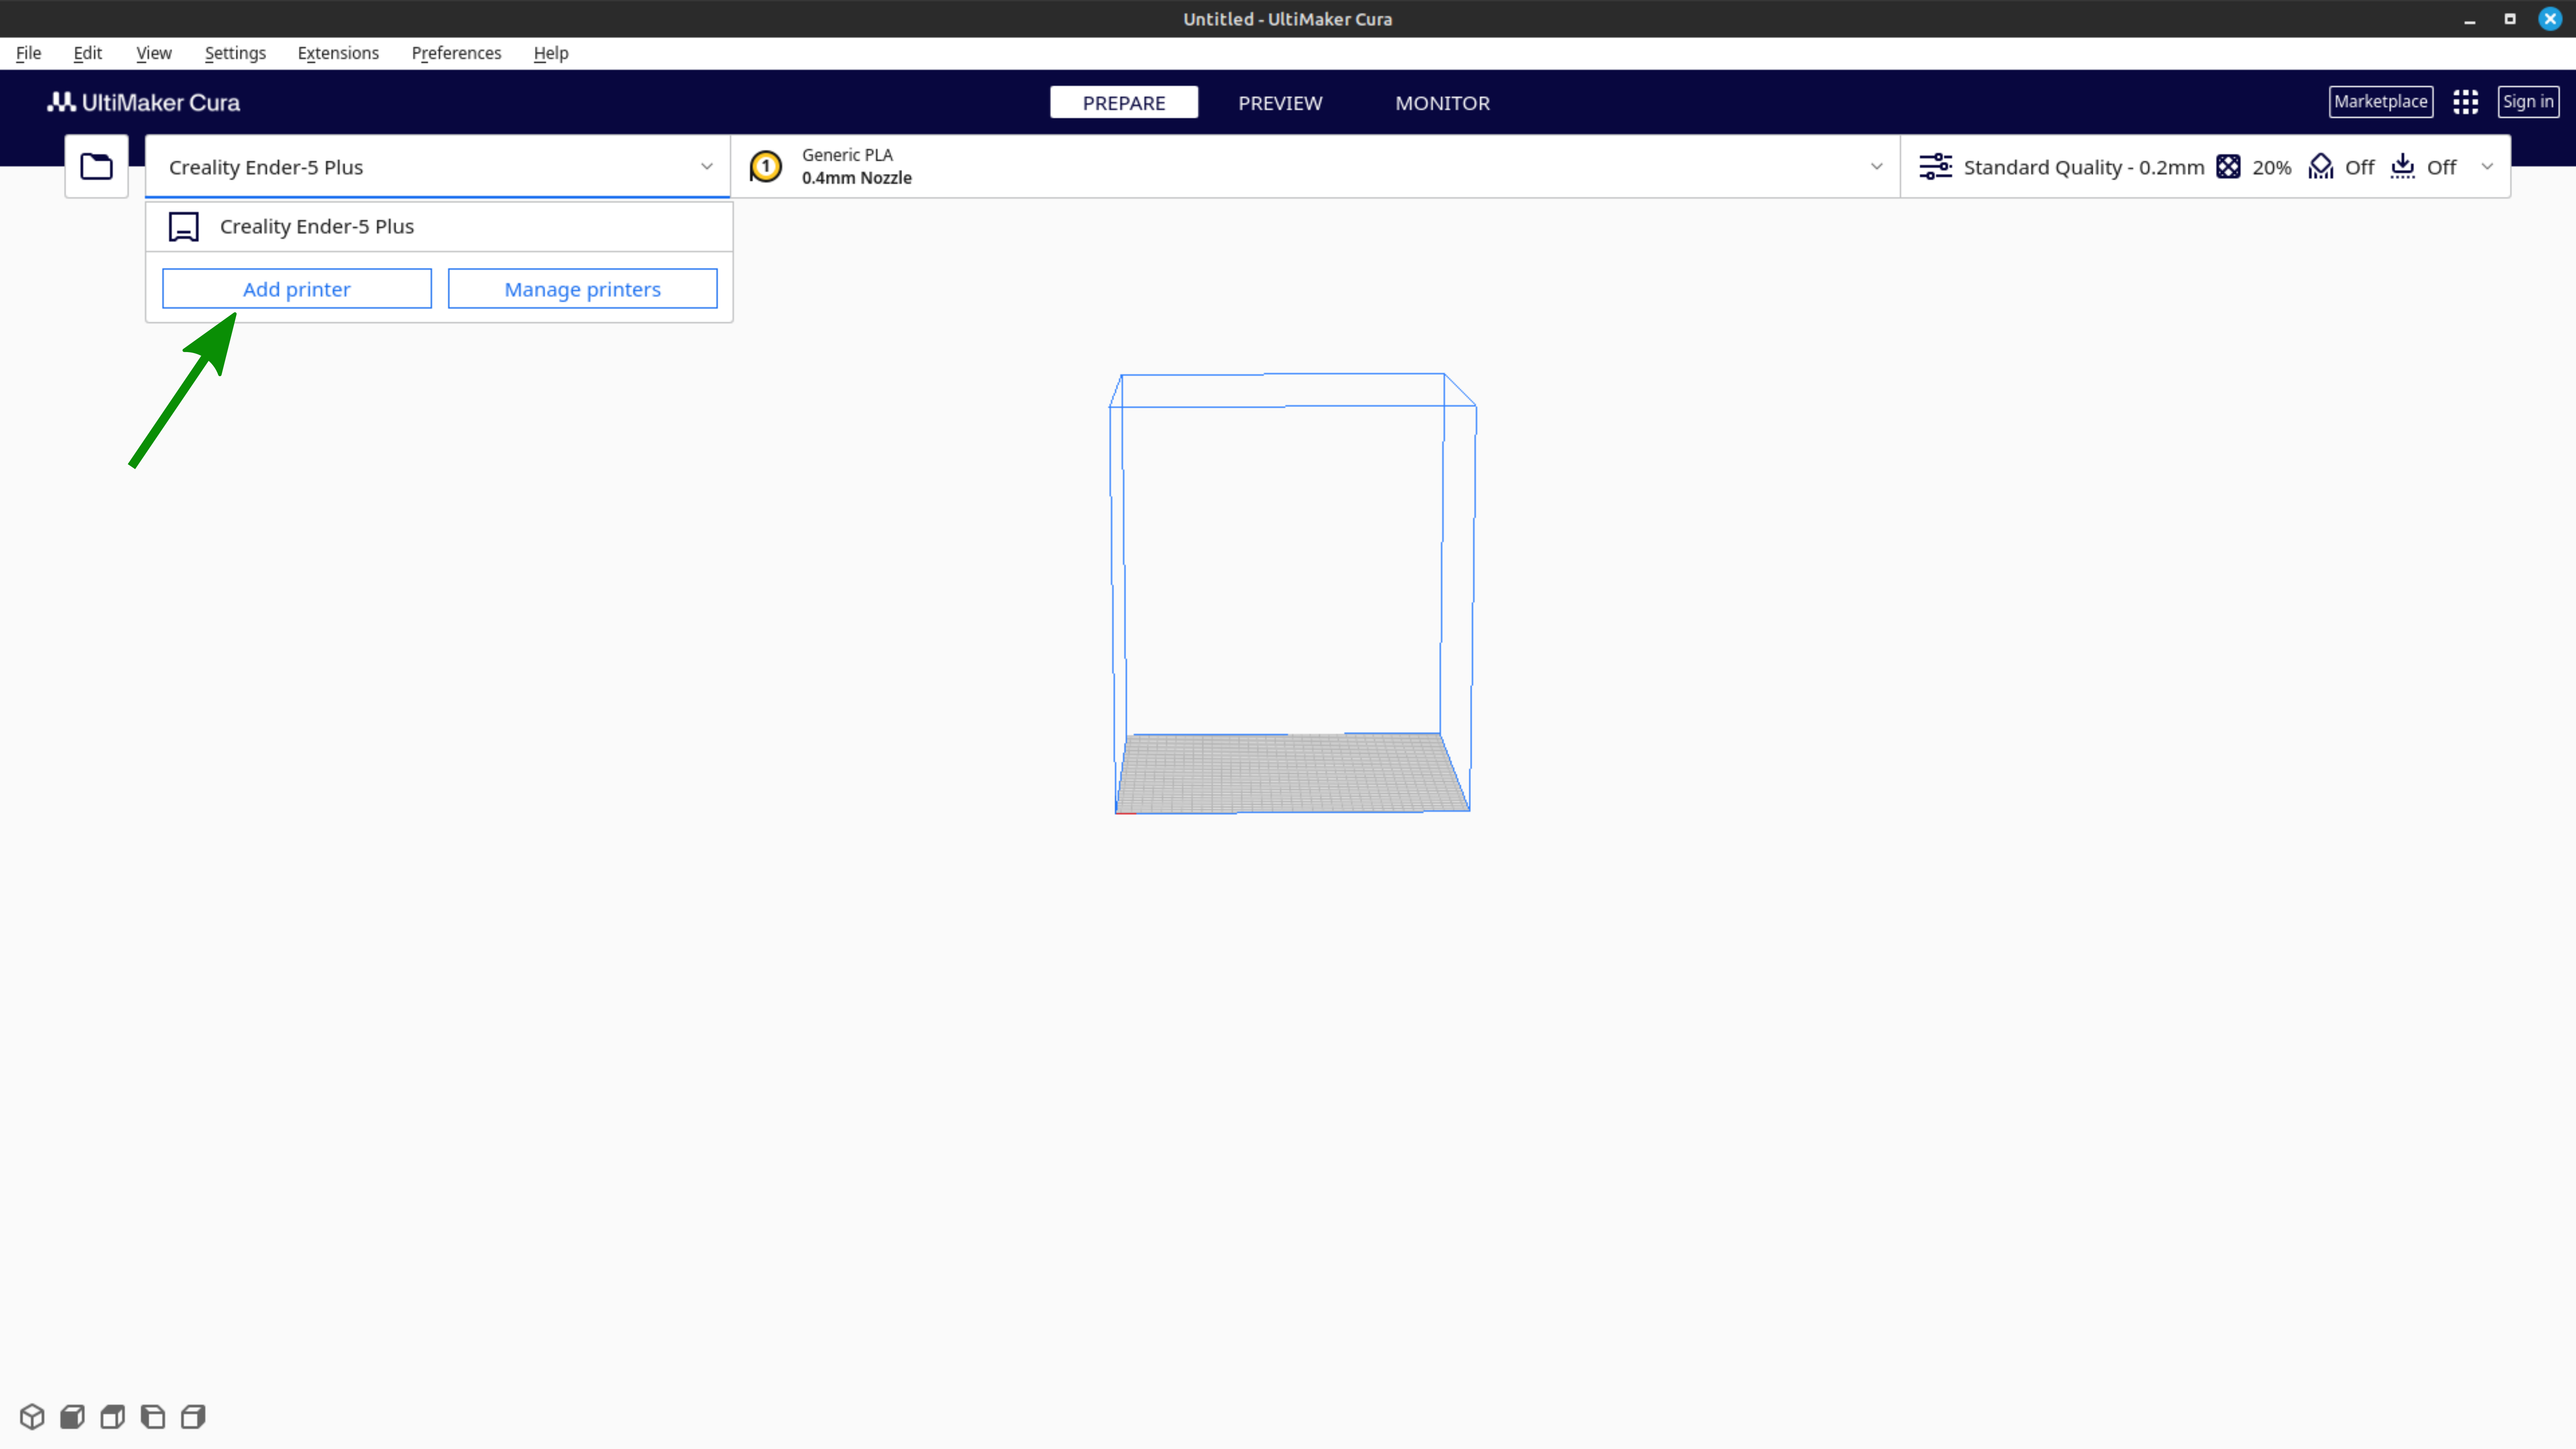 Untitled - UltiMaker Cura
File Edit View Settings Extensions Preferences Help
UltiMaker Cura PREPARE PREVIEW MONITOR Marketplace Sign in
Creality Ender-5 Plus
1
Generic PLA
0.4mm Nozzle
Standard Quality - 0.2mm 20% Off Off
Creality Ender-5 Plus
Add printer Manage printers